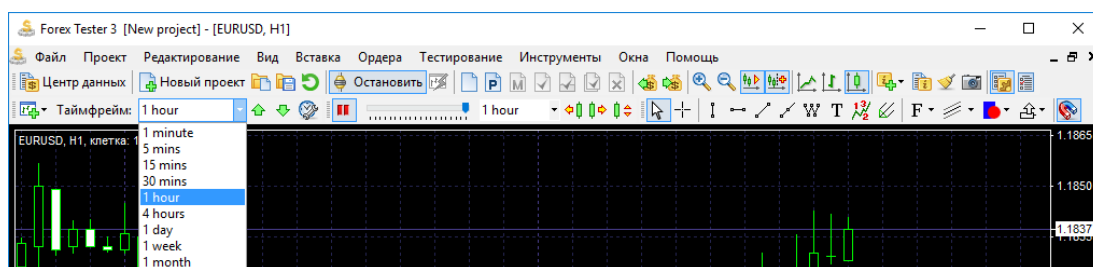 Forex Tester 3 [New project] - [EURUSD, H1]
Файл Проект Редактирование Вид Вставка Ордера Тестирование Инструменты Окна Помощь
Центр данных Новый проект Остановить
Таймфрейм: 1 hour 1 hour
EURUSD, H1, клетка: 1
1 minute
5 mins
15 mins
30 mins
1 hour
4 hours
1 day
1 week
1 month
1.1865
1.1850
1.1837